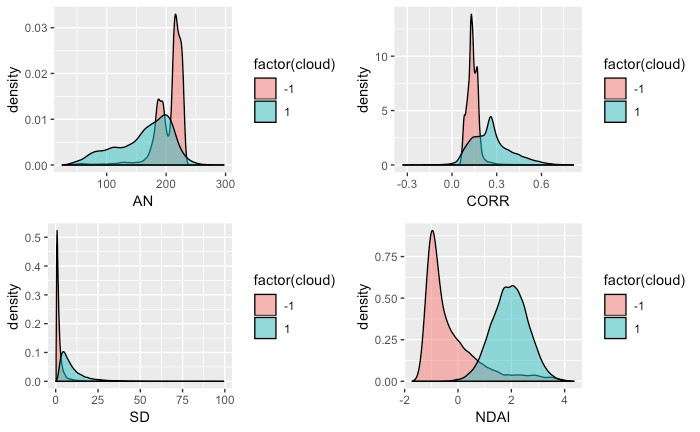 density
0.03
0.02
0.01
0.00
100 200 300
AN
factor(cloud)
-1
1
density
10
5
0
-0.3 0.0 0.3 0.6
CORR
factor(cloud)
-1
1
density
0.5
0.4
0.3
0.2
0.1
0.0
0 25 50 75 100
SD
factor(cloud)
-1
1
density
0.75
0.50
0.25
0.00
-2 0 2 4
NDAI
factor(cloud)
-1
1